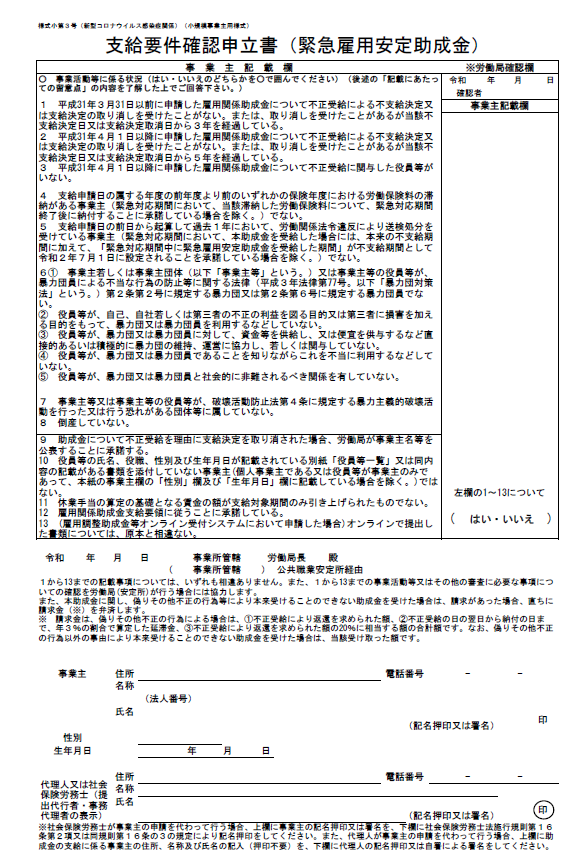 様式小第３号（新型コロナウイルス感染症関係）（小規模事業主用様式）
支給要件確認申立書（緊急雇用安定助成金）
事　業　主　記　載　欄
※労働局確認欄
〇　事業活動等に係る状況（はい・いいえのどちらかを〇で囲んでください）（後述の「記載にあたっ
ての留意点」の内容を了解した上でご回答下さい。）
令和　　年　　月　　日
確認者
事業主記載欄
１　平成31年３月31日以前に申請した雇用関係助成金について不正受給による不支給決定又
は支給決定の取り消しを受けたことがない。または、取り消しを受けたことがあるが当該不
支給決定日又は支給決定取消日から３年を経過している。
２　平成31年４月１日以降に申請した雇用関係助成金について不正受給による不支給決定又
は支給決定の取り消しを受けたことがない。または、取り消しを受けたことがあるが当該不
支給決定日又は支給決定取消日から５年を経過している。
３　平成31年４月１日以降に申請した雇用関係助成金について不正受給に関与した役員等が
いない。
４　支給申請日の属する年度の前年度より前のいずれかの保険年度における労働保険料の滞
納がある事業主（緊急対応期間において、当該滞納した労働保険料について、緊急対応期間
終了後に納付することに承諾している場合を除く。）でない。
５　支給申請日の前日から起算して過去１年において、労働関係法令違反により送検処分を
受けている事業主（緊急対応期間において、本助成金を受給した場合には、本来の不支給期
間に加えて、「緊急対応期間中に緊急雇用安定助成金を受給した期間」が不支給期間として
令和２年７月１日に設定されることを承諾している場合を除く。）でない。
６①　事業主若しくは事業主団体（以下「事業主等」という。）又は事業主等の役員等が、
暴力団員による不当な行為の防止等に関する法律（平成３年法律第77号。以下「暴力団対策
法」という。）第２条第２号に規定する暴力団又は第２条第６号に規定する暴力団員でな
い。
②　役員等が、自己、自社若しくは第三者の不正の利益を図る目的又は第三者に損害を加え
る目的をもって、暴力団又は暴力団員を利用するなどしていない。
③　役員等が、暴力団又は暴力団員に対して、資金等を供給し、又は便宜を供与するなど直
接的あるいは積極的に暴力団の維持、運営に協力し、若しくは関与していない。
④　役員等が、暴力団又は暴力団員であることを知りながらこれを不当に利用するなどして
いない。
⑤　役員等が、暴力団又は暴力団員と社会的に非難されるべき関係を有していない。
７　事業主等又は事業主等の役員等が、破壊活動防止法第４条に規定する暴力主義的破壊活
動を行った又は行う恐れがある団体等に属していない。
８　倒産していない。
９　助成金について不正受給を理由に支給決定を取り消された場合、労働局が事業主名等を
公表することに承諾する。
10　役員等の氏名、役職、性別及び生年月日が記載されている別紙「役員等一覧」又は同内
容の記載がある書類を添付していない事業主(個人事業主である又は役員等が事業主のみで
あって、本紙の事業主欄の「性別」欄及び「生年月日」欄に記載している場合を除く。)では
ない。
11　休業手当の算定の基礎となる賃金の額が支給対象期間のみ引き上げられたものでない。
12　雇用関係助成金支給要領に従うことに承諾している。
13　(雇用調整助成金等オンライン受付システムにおいて申請した場合)オンラインで提出し
た書類については、原本と相違ない。
左欄の1～13について
（　はい・いいえ　）
令和　　年　　月　　日　　　事業所管轄　　労働局長　　殿
（　事業所管轄　　）公共職業安定所経由
１から13までの記載事項については、いずれも相違ありません。また、１から13までの事業活動等又はその他の審査に必要な事項につ
いての確認を労働局(安定所)が行う場合には協力します。
また、本助成金に関し、偽りその他不正の行為等により本来受けることのできない助成金を受けた場合は、請求があった場合、直ちに
請求金（※）を弁済します。
※　請求金は、偽りその他不正の行為による場合は、①不正受給により返還を求められた額、②不正受給の日の翌日から納付の日ま
で、年３％の割合で算定した延滞金、③不正受給により返還を求められた額の20％に相当する額の合計額です。なお、偽りその他不正
の行為以外の事由により本来受けることのできない助成金を受けた場合は、当該受け取った額です。
事業主　　住所　　電話番号　　－　　－
名称
（法人番号）
氏名　　印
（記名押印又は署名）
性別
生年月日　　年　　月　　日
代理人又は社会
保険労務士（提
出代行者・事務
代理者の表示）
住所　　電話番号　　－　　－
名称
氏名　　印
（記名押印又は署名）
※社会保険労務士が事業主の申請を代わって行う場合、上欄に事業主の記名押印又は署名を、下欄に社会保険労務士法施行規則第１６
条第２項又は同規則第１６条の３の規定により記名押印をしてください。また、代理人が事業主の申請を代わって行う場合、上欄に助
成金の支給に係る事業主の住所、名称及び氏名の記入（押印不要）を、下欄に代理人の記名押印又は自署による署名をしてください。